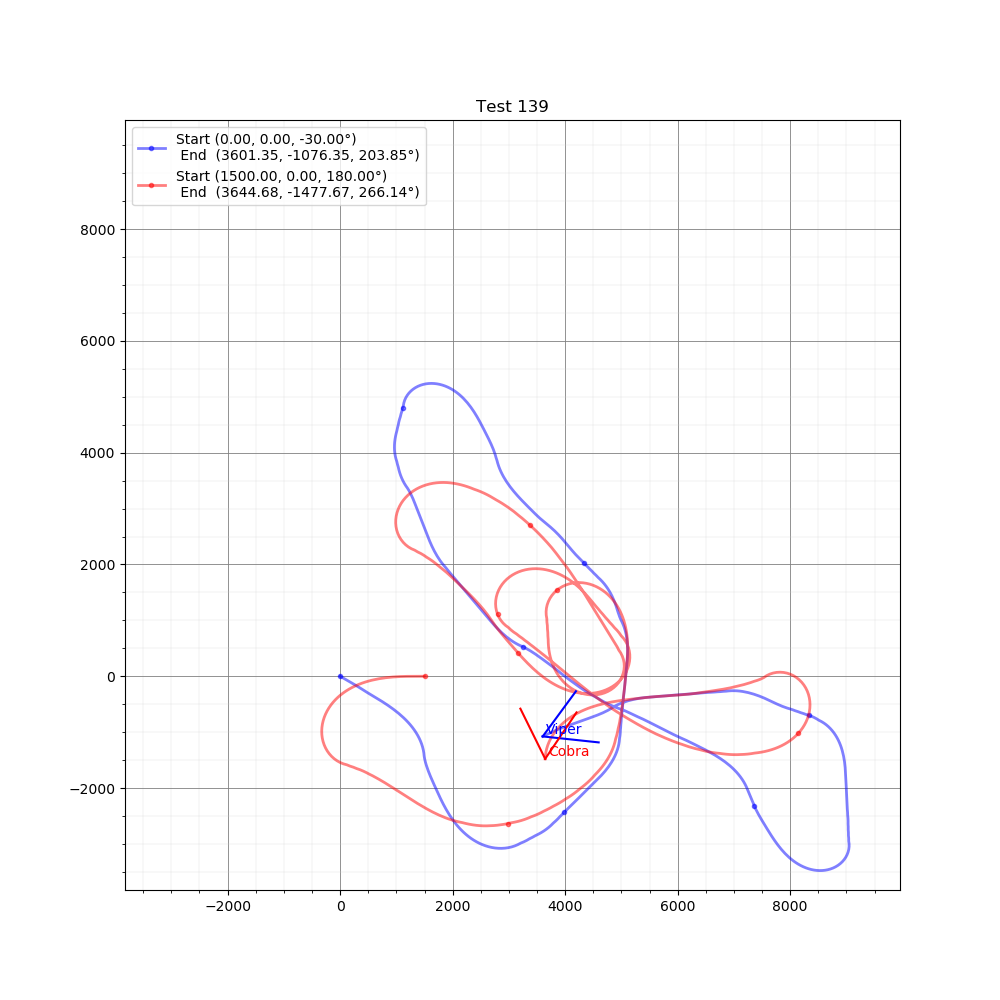 Test 139
Start (0.00, 0.00, -30.00°)
End (3601.35, -1076.35, 203.85°)
Start (1500.00, 0.00, 180.00°)
End (3644.68, -1477.67, 266.14°)
8000
6000
4000
2000
0
−2000
Viper
Cobra
−2000
0
2000
4000
6000
8000